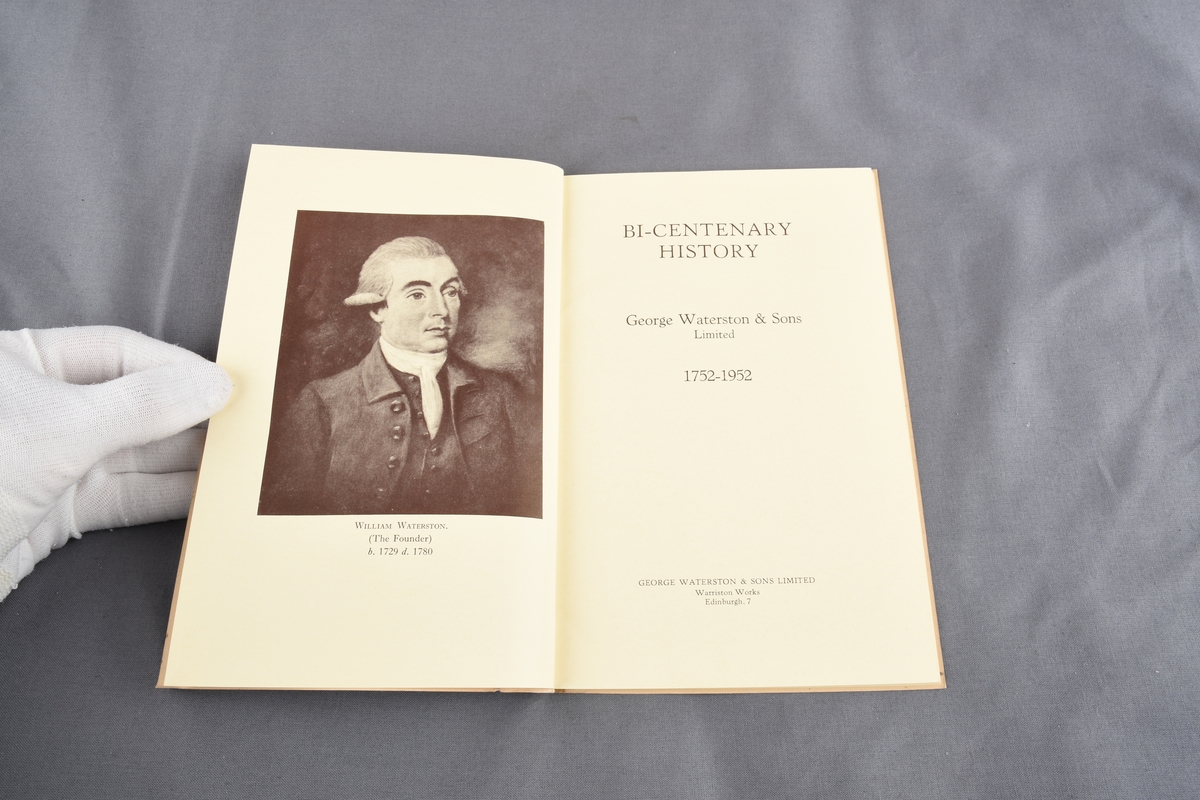 WILLIAM WATERSTON.
(The Founder)
b. 1729 d. 1780
BI-CENTENARY
HISTORY
George Waterston & Sons
Limited
1752-1952
GEORGE WATERSTON & SONS LIMITED
Warriston Works
Edinburgh. 7